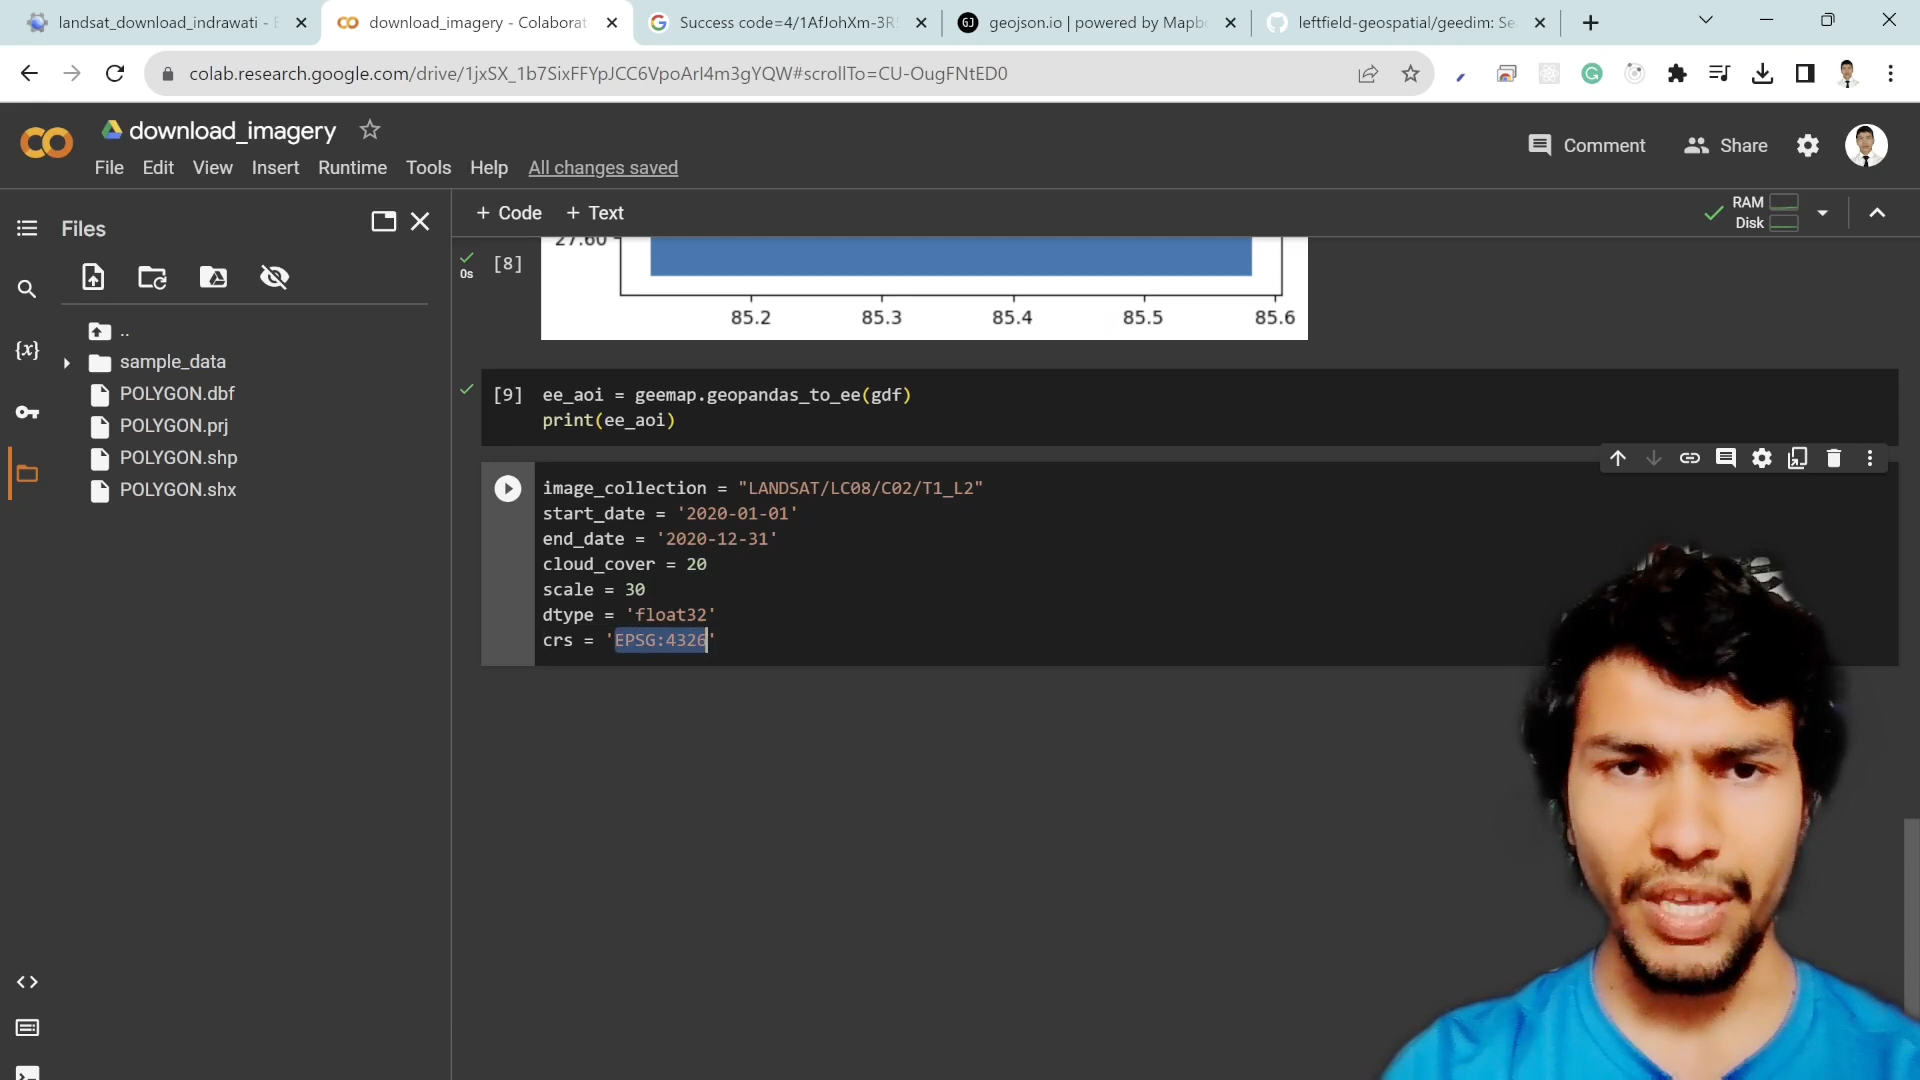 landsat_download_indrawati - E
download_imagery - Colaborat
Success code=4/1AfJohXm-3R
geojson.io | powered by Mapb
leftfield-geospatial/geedim: Se
colab.research.google.com/drive/1jxSX_1b7SixFFYpJCC6VpoArI4m3gYQW#scrollTo=CU-OugFNtED0
download_imagery
File Edit View Insert Runtime Tools Help All changes saved
Comment
Share
Files
+ Code + Text
RAM
Disk
..
sample_data
POLYGON.dbf
POLYGON.prj
POLYGON.shp
POLYGON.shx
27.60
0s
[8]
85.2 85.3 85.4 85.5 85.6
[9] ee_aoi = geemap.geopandas_to_ee(gdf)
print(ee_aoi)
image_collection = "LANDSAT/LC08/C02/T1_L2"
start_date = '2020-01-01'
end_date = '2020-12-31'
cloud_cover = 20
scale = 30
dtype = 'float32'
crs = 'EPSG:4326'